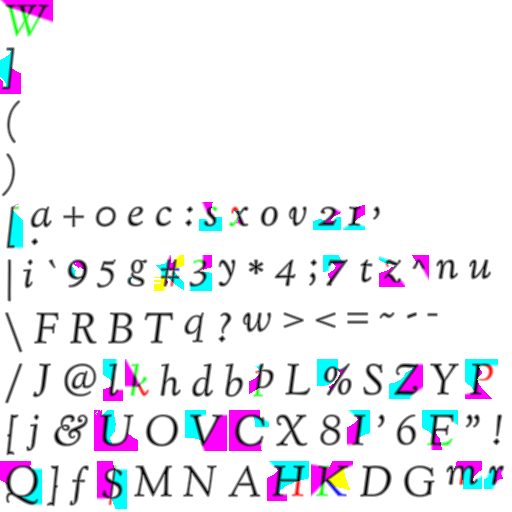 W
]
(
)
[ a + o e c : s x o v 2 1 ,
. 
| i ` 9 5 g # 3 y * 4 ; 7 t z ^ n u
\ F R B T q ? w > < = ~ - -
/ J @ l k h d b p L % S Z Y P
[ j & U O V C X 8 I ' 6 E " !
Q } f $ M N A H K D G m r